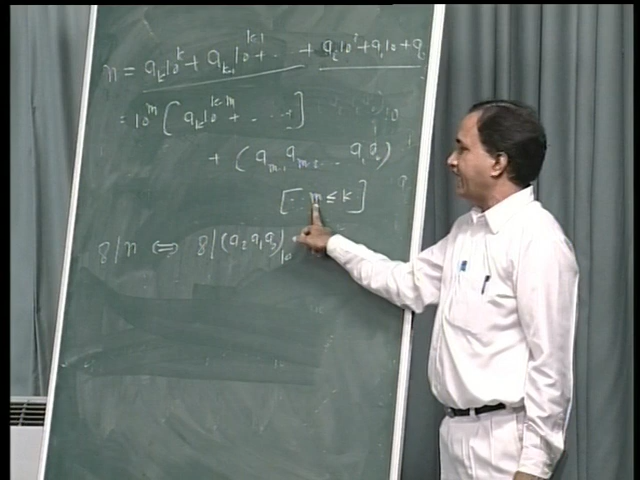 n = a_k 10^k + a_{k-1} 10^{k-1} + ... + a_2 10^2 + a_1 10 + a_0
= 10^m [ a_k 10^{k-m} + ... ]
+ ( a_{m-1} a_{m-2} ... a_1 a_0 )
[ ∵ m ≤ k ]
8 | n ⟺ 8 | (a_2 a_1 a_0)_{10}